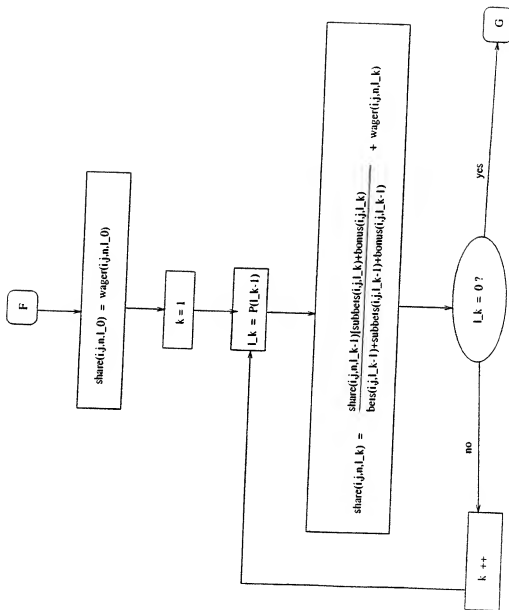 F
share(i,j,n,l_0) = wager(i,j,n,l_0)
k = 1
l_k = P(l_k-1)
share(i,j,n,l_k) = share(i,j,n,l_k-1)[subbets(i,j,l_k)+bonus(i,j,l_k) + wager(i,j,n,l_k)
bets(i,j,l_k-1)+subbets(i,j,l_k-1)+bonus(i,j,l_k-1)
l_k = 0 ?
no
yes
k ++
G